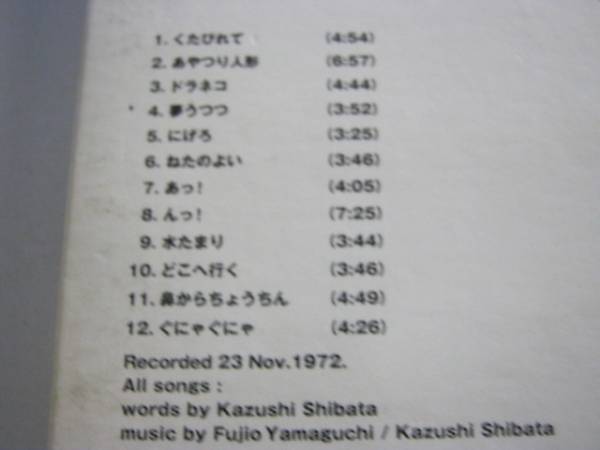 1. くたびれて (4:54)
2. あやつり人形 (6:57)
3. ドラネコ (4:44)
4. 夢うつつ (3:52)
5. にげろ (3:25)
6. ねたのよい (3:46)
7. あっ! (4:05)
8. んっ! (7:25)
9. 水たまり (3:44)
10. どこへ行く (3:46)
11. 鼻からちょうちん (4:49)
12. ぐにゃぐにゃ (4:26)
Recorded 23 Nov.1972.
All songs :
words by Kazushi Shibata
music by Fujio Yamaguchi / Kazushi Shibata